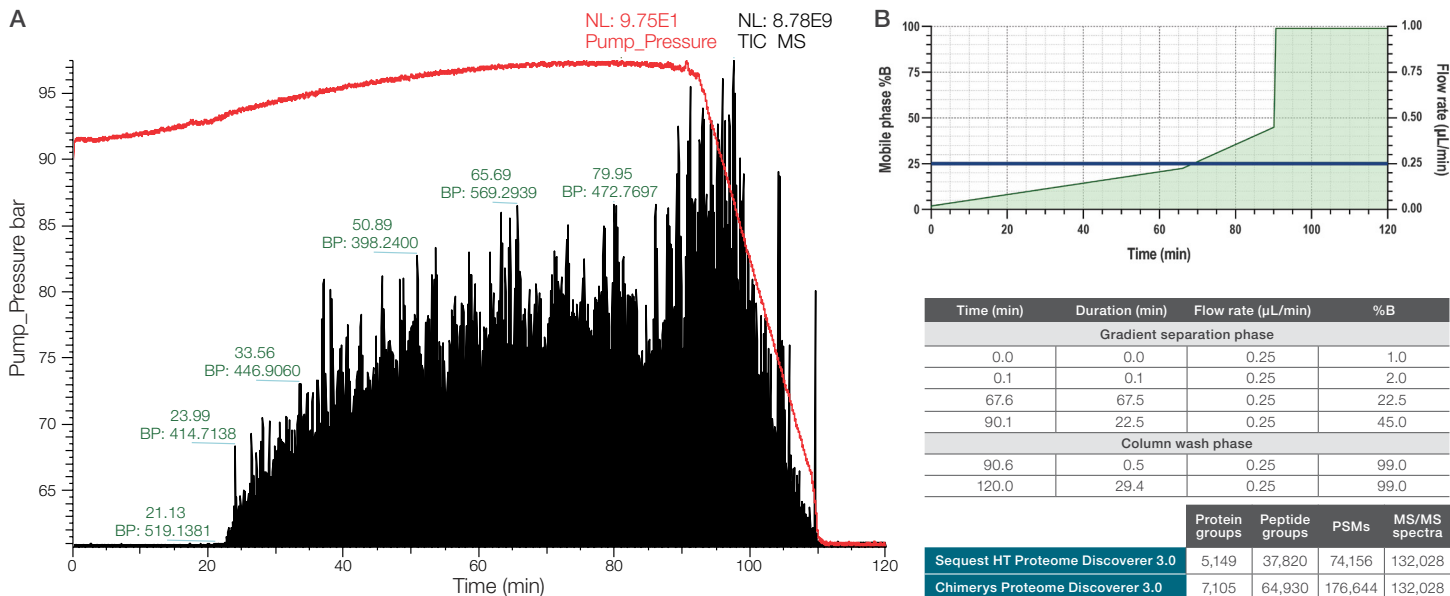 A
NL: 9.75E1
Pump_Pressure
NL: 8.78E9
TIC MS
95
90
85
80
75
70
65
Pump_Pressure bar
21.13
BP: 519.1381
23.99
BP: 414.7138
33.56
BP: 446.9060
50.89
BP: 398.2400
65.69
BP: 569.2939
79.95
BP: 472.7697
0 20 40 60 80 100 120
Time (min)
B
100
75
50
25
0
Mobile phase %B
1.00
0.75
0.50
0.25
0.00
Flow rate (µL/min)
0 20 40 60 80 100 120
Time (min)
Time (min) Duration (min) Flow rate (µL/min) %B
Gradient separation phase
0.0 0.0 0.25 1.0
0.1 0.1 0.25 2.0
67.6 67.5 0.25 22.5
90.1 22.5 0.25 45.0
Column wash phase
90.6 0.5 0.25 99.0
120.0 29.4 0.25 99.0
Protein groups Peptide groups PSMs MS/MS spectra
Sequest HT Proteome Discoverer 3.0 5,149 37,820 74,156 132,028
Chimerys Proteome Discoverer 3.0 7,105 64,930 176,644 132,028